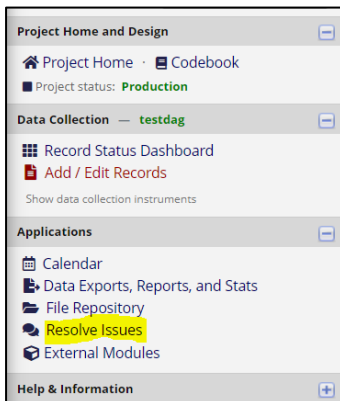 Project Home and Design
Project Home · Codebook
Project status: Production
Data Collection — testdag
Record Status Dashboard
Add / Edit Records
Show data collection instruments
Applications
Calendar
Data Exports, Reports, and Stats
File Repository
Resolve Issues
External Modules
Help & Information